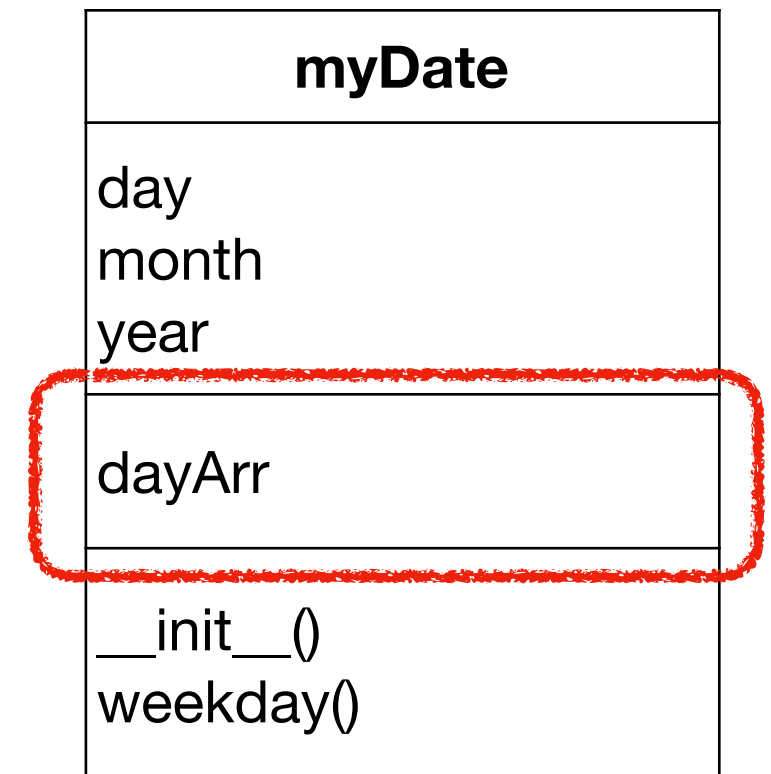 myDate
day
month
year
dayArr
__init__()
weekday()